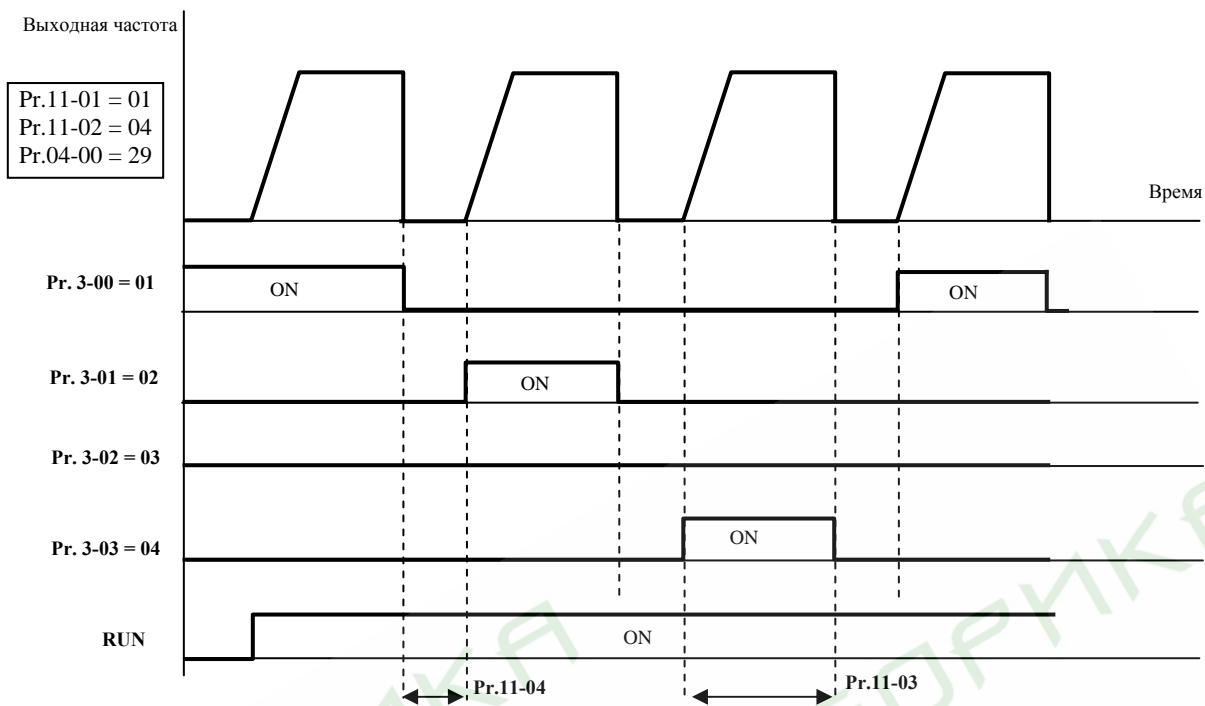 Выходная частота
Pr.11-01 = 01
Pr.11-02 = 04
Pr.04-00 = 29
Время
Pr. 3-00 = 01
ON
ON
Pr. 3-01 = 02
ON
Pr. 3-02 = 03
Pr. 3-03 = 04
ON
RUN
ON
Pr.11-04
Pr.11-03